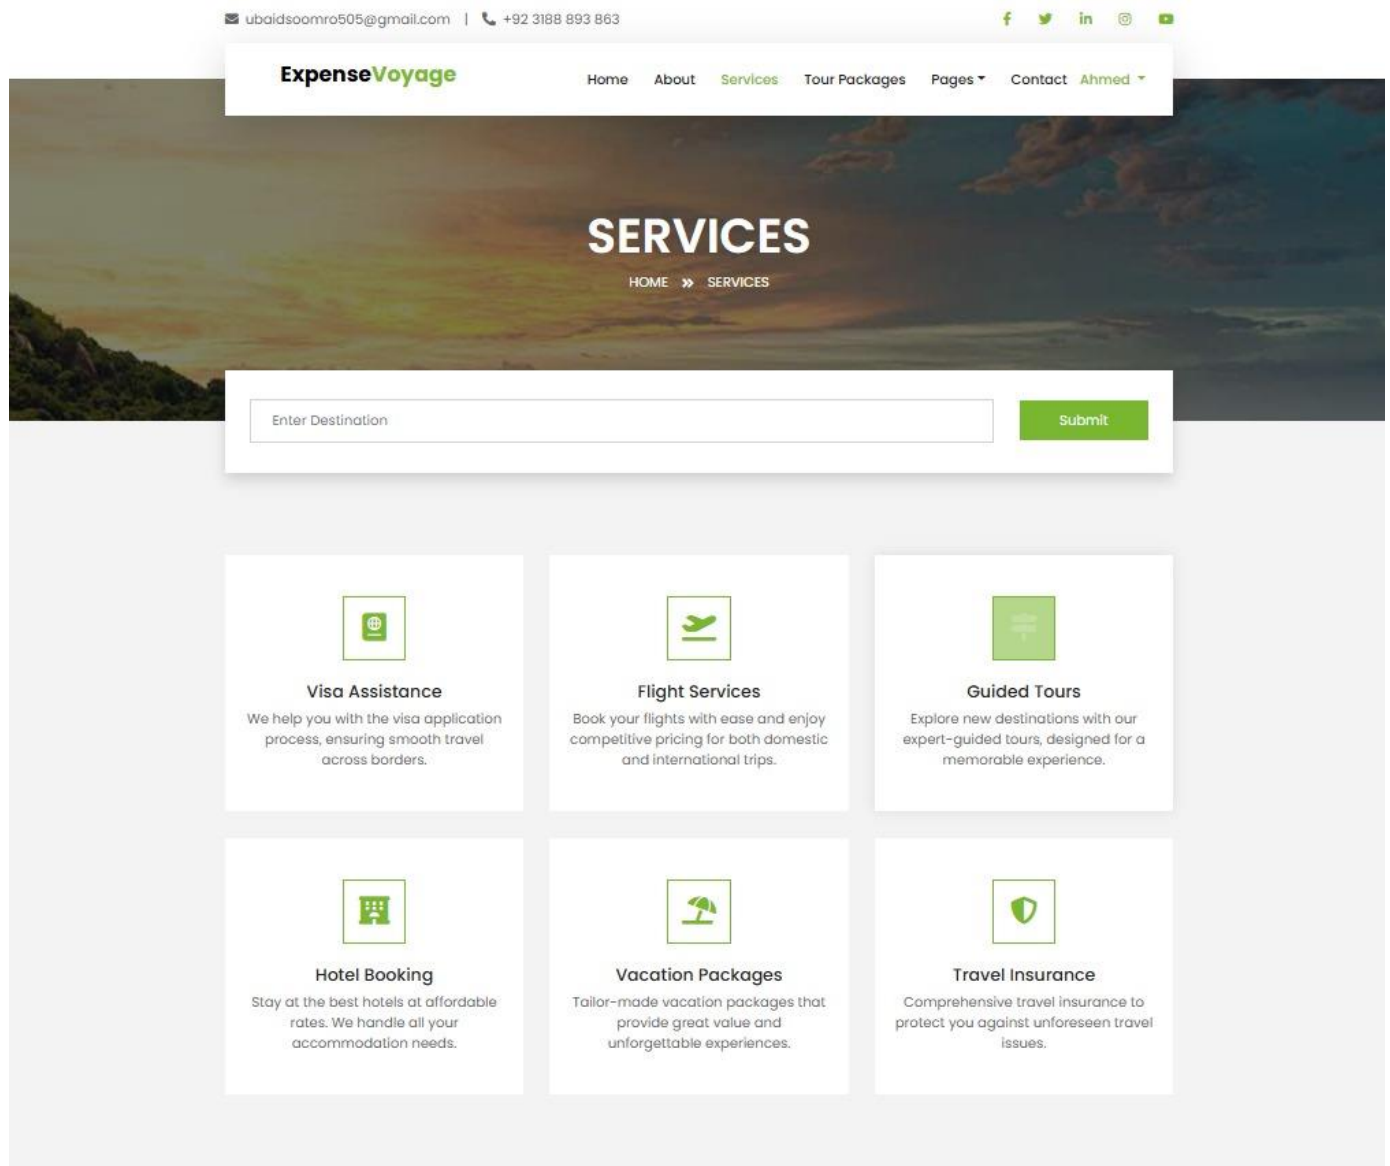 ubaidsoomro505@gmail.com | +92 3188 893 863
ExpenseVoyage
Home About Services Tour Packages Pages Contact Ahmed
SERVICES
HOME » SERVICES
Enter Destination Submit
Visa Assistance
We help you with the visa application
process, ensuring smooth travel
across borders.
Flight Services
Book your flights with ease and enjoy
competitive pricing for both domestic
and international trips.
Guided Tours
Explore new destinations with our
expert-guided tours, designed for a
memorable experience.
Hotel Booking
Stay at the best hotels at affordable
rates. We handle all your
accommodation needs.
Vacation Packages
Tailor-made vacation packages that
provide great value and
unforgettable experiences.
Travel Insurance
Comprehensive travel insurance to
protect you against unforeseen travel
issues.